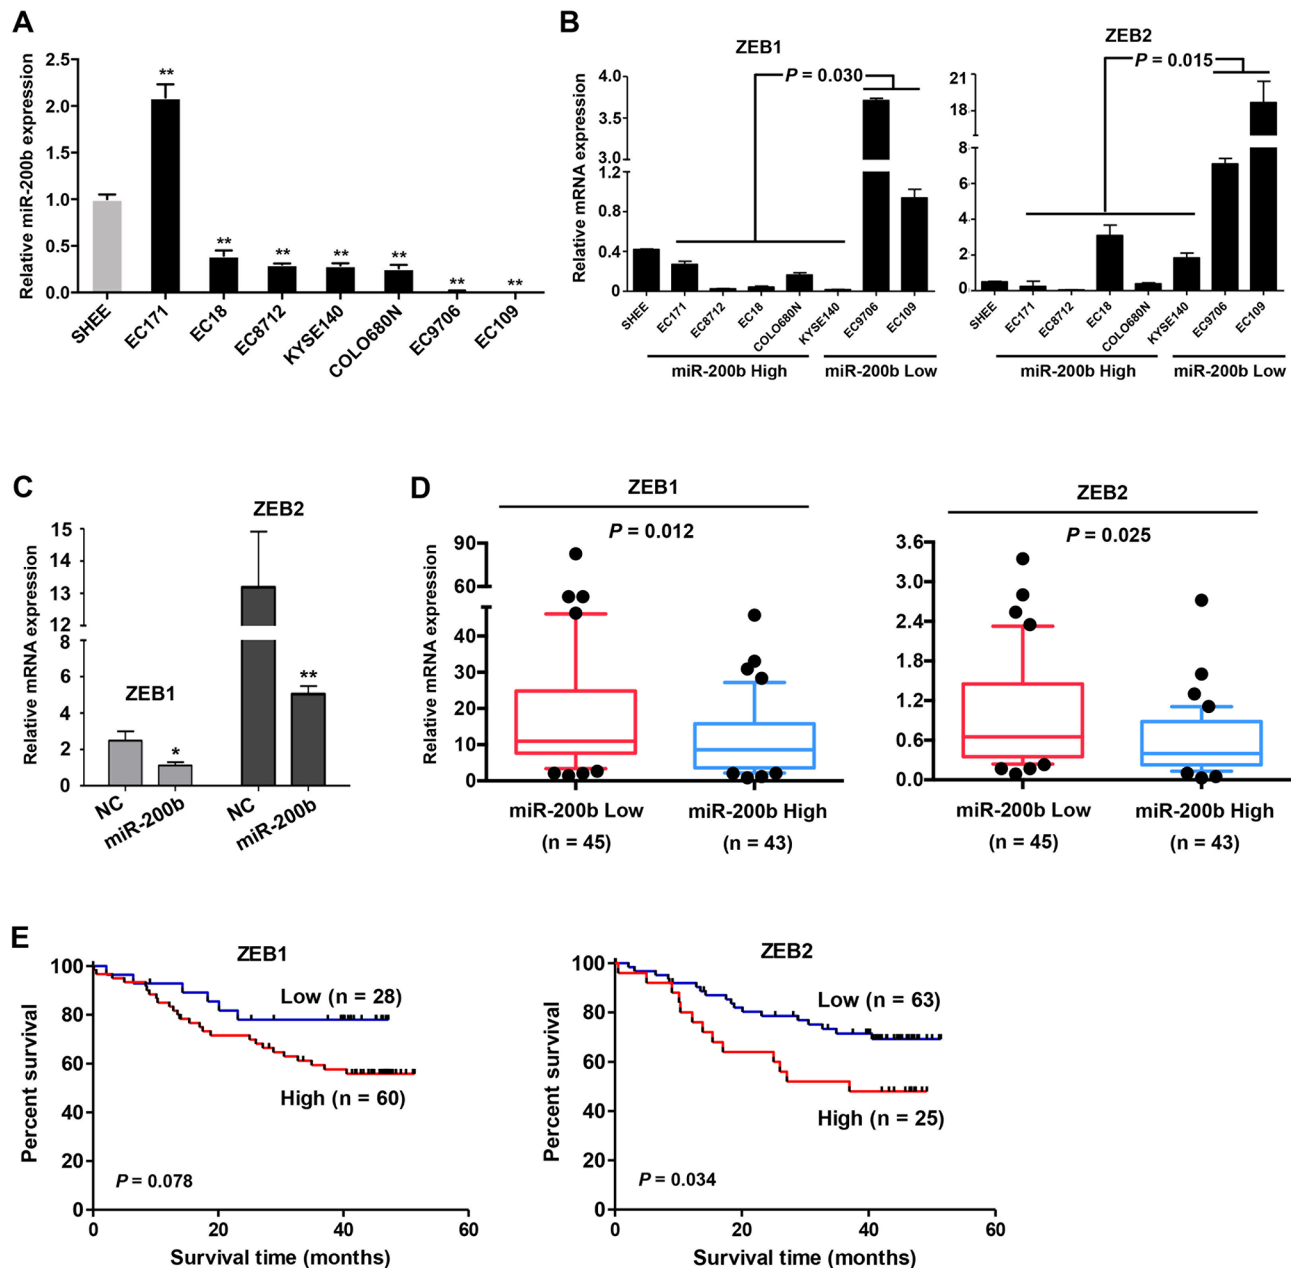 A
Relative miR-200b expression
2.5
2.0
1.5
1.0
0.5
0.0
**
**
**
**
**
**
**
SHEE
EC171
EC18
EC8712
KYSE140
COLO680N
EC9706
EC109
B
ZEB1
P = 0.030
Relative mRNA expression
4.0
3.5
3.0
1.2
0.8
0.4
0
SHEE
EC171
EC8712
EC18
COLO680N
KYSE140
EC9706
EC109
miR-200b High
miR-200b Low
ZEB2
P = 0.015
21
18
8
6
4
2
0
SHEE
EC171
EC8712
EC18
COLO680N
KYSE140
EC9706
EC109
miR-200b High
miR-200b Low
C
Relative mRNA expression
15
14
13
12
8
6
4
2
0
ZEB1
ZEB2
*
**
NC
miR-200b
NC
miR-200b
D
ZEB1
P = 0.012
Relative mRNA expression
90
60
40
30
20
10
0
miR-200b Low
(n = 45)
miR-200b High
(n = 43)
ZEB2
P = 0.025
3.6
3.0
2.4
1.8
1.2
0.6
0.0
miR-200b Low
(n = 45)
miR-200b High
(n = 43)
E
ZEB1
Percent survival
100
80
60
40
20
0
Low (n = 28)
High (n = 60)
P = 0.078
0
20
40
60
Survival time (months)
ZEB2
Percent survival
100
80
60
40
20
0
Low (n = 63)
High (n = 25)
P = 0.034
0
20
40
60
Survival time (months)